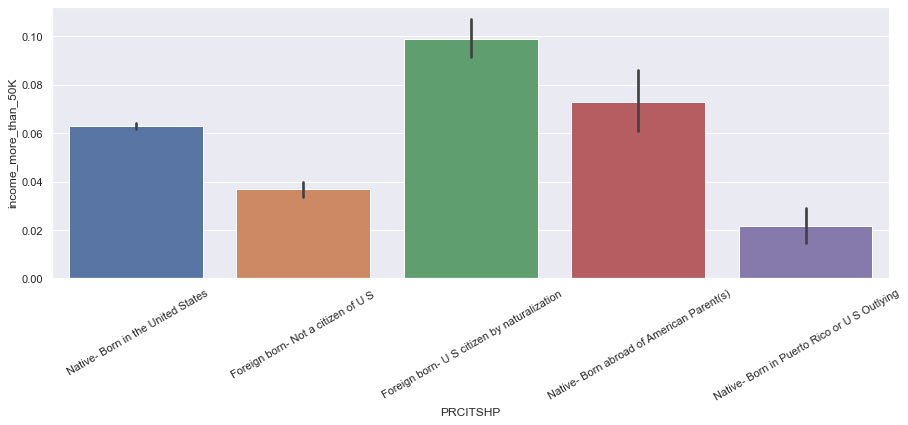 income_more_than_50K
0.10
0.08
0.06
0.04
0.02
0.00
Native- Born in the United States
Foreign born- Not a citizen of U S
Foreign born- U S citizen by naturalization
Native- Born abroad of American Parent(s)
Native- Born in Puerto Rico or U S Outlying
PRCITSHP